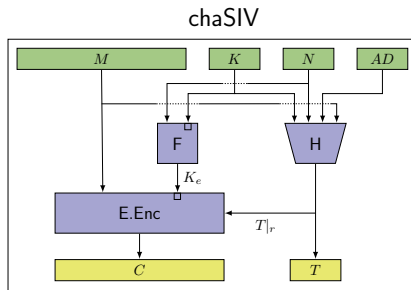 chaSIV
M K N AD
F H
K_e
E.Enc
T|_r
C T